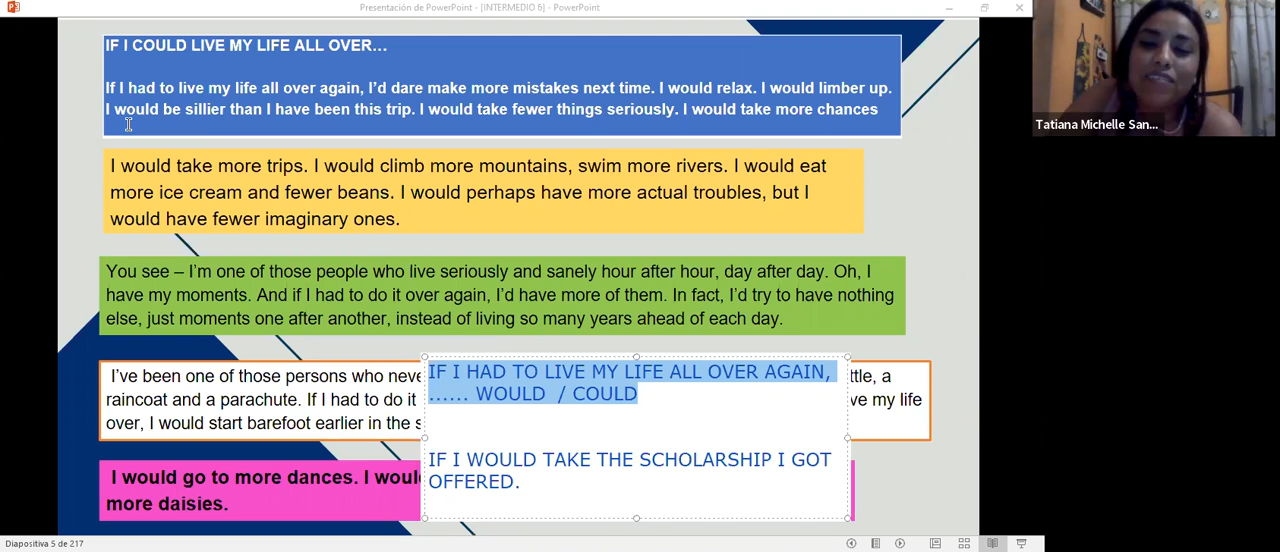 Presentación de PowerPoint - [INTERMEDIO 6] - PowerPoint
IF I COULD LIVE MY LIFE ALL OVER…
If I had to live my life all over again, I'd dare make more mistakes next time. I would relax. I would limber up.
I would be sillier than I have been this trip. I would take fewer things seriously. I would take more chances
Tatiana Michelle San...
I would take more trips. I would climb more mountains, swim more rivers. I would eat
more ice cream and fewer beans. I would perhaps have more actual troubles, but I
would have fewer imaginary ones.
You see – I'm one of those people who live seriously and sanely hour after hour, day after day. Oh, I
have my moments. And if I had to do it over again, I'd have more of them. In fact, I'd try to have nothing
else, just moments one after another, instead of living so many years ahead of each day.
I've been one of those persons who neve ttle, a
raincoat and a parachute. If I had to do it ve my life
over, I would start barefoot earlier in the s
IF I HAD TO LIVE MY LIFE ALL OVER AGAIN,
…… WOULD / COULD
IF I WOULD TAKE THE SCHOLARSHIP I GOT
OFFERED.
I would go to more dances. I woul
more daisies.
Diapositiva 5 de 217